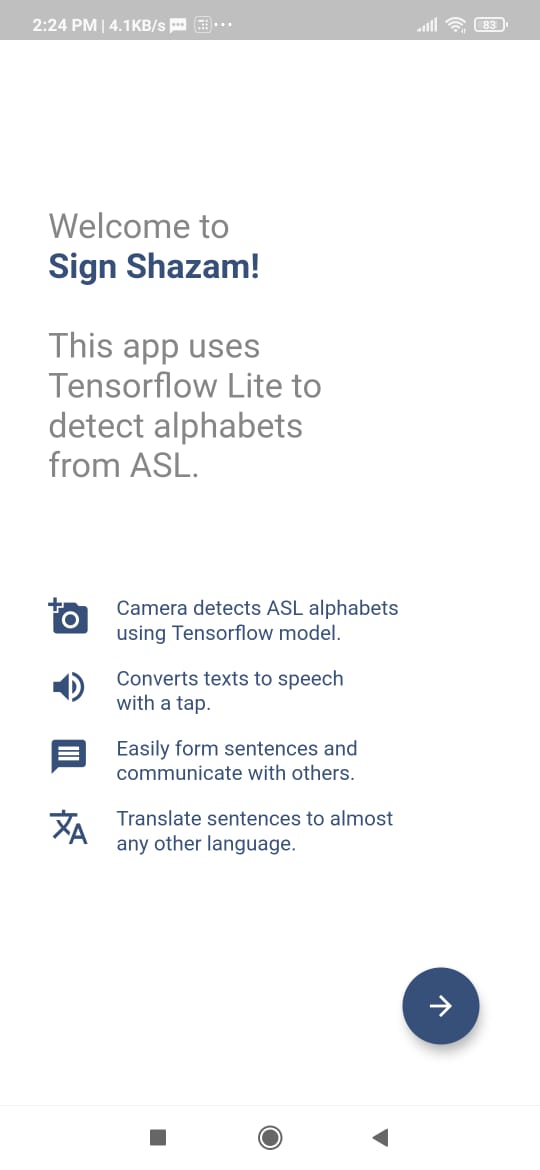 2:24 PM | 4.1KB/s
83
Welcome to
Sign Shazam!
This app uses
Tensorflow Lite to
detect alphabets
from ASL.
Camera detects ASL alphabets
using Tensorflow model.
Converts texts to speech
with a tap.
Easily form sentences and
communicate with others.
Translate sentences to almost
any other language.